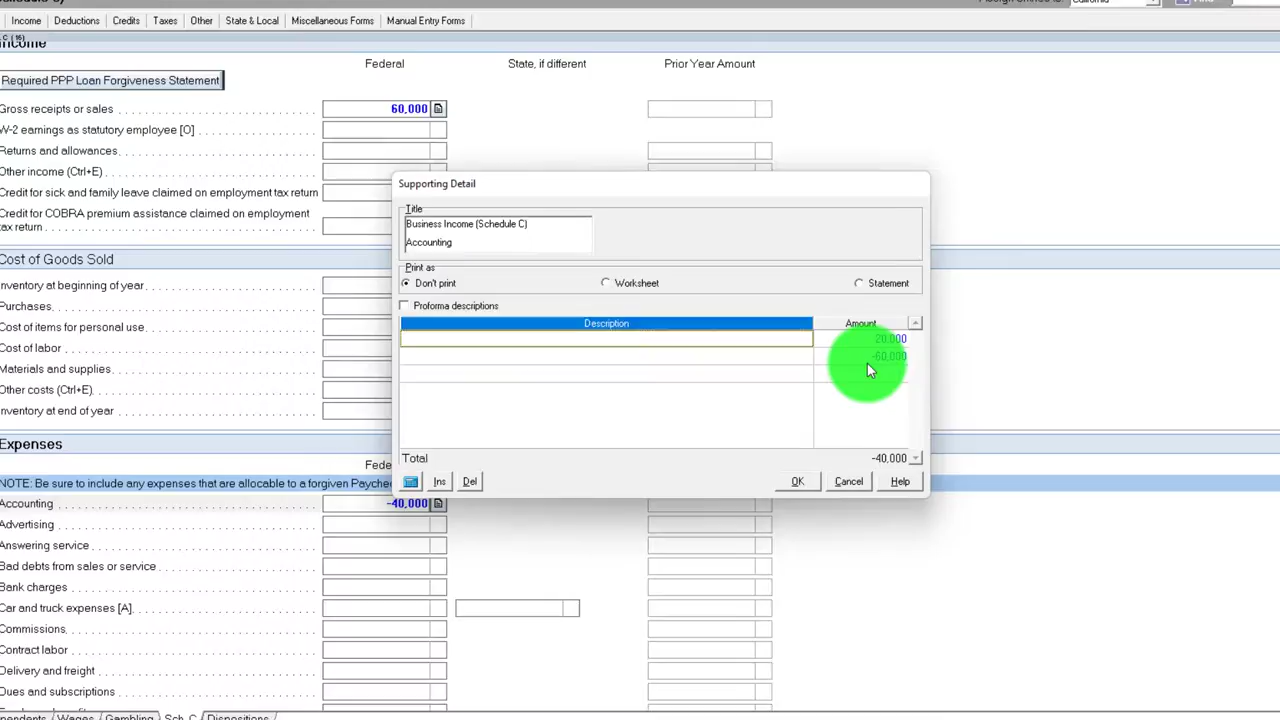 Income Deductions Credits Taxes Other State & Local Miscellaneous Forms Manual Entry Forms
Income
Federal State, if different Prior Year Amount
Required PPP Loan Forgiveness Statement
Gross receipts or sales 60,000
W-2 earnings as statutory employee [O]
Returns and allowances
Other income (Ctrl+E)
Credit for sick and family leave claimed on employment tax return
Credit for COBRA premium assistance claimed on employment
tax return
Cost of Goods Sold
Inventory at beginning of year
Purchases
Cost of items for personal use
Cost of labor
Materials and supplies
Other costs (Ctrl+E)
Inventory at end of year
Expenses
NOTE: Be sure to include any expenses that are allocable to a forgiven
Accounting -40,000
Advertising
Answering service
Bad debts from sales or service
Bank charges
Car and truck expenses [A]
Commissions
Contract labor
Delivery and freight
Dues and subscriptions
Wages Gambling Sch. C Dispositions
Supporting Detail
Title
Business Income (Schedule C)
Accounting
Print as
Don't print Worksheet Statement
Proforma descriptions
Description Amount
20,000
-60,000
Total -40,000
Ins Del OK Cancel Help